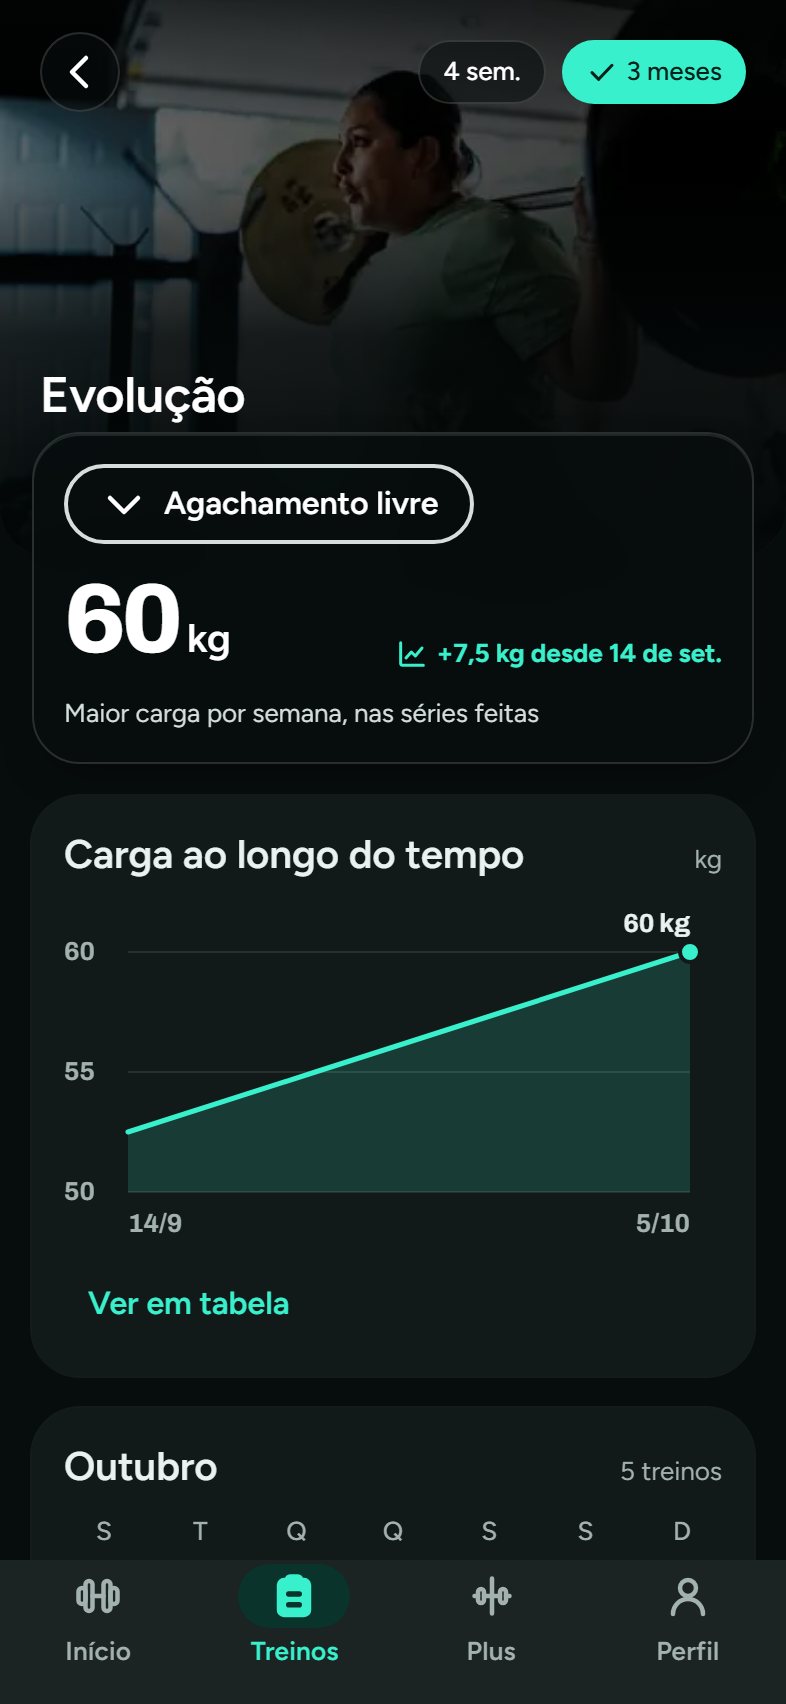 4 sem.
3 meses
Evolução
Agachamento livre
60 kg
+7,5 kg desde 14 de set.
Maior carga por semana, nas séries feitas
Carga ao longo do tempo
kg
60 kg
60
55
50
14/9
5/10
Ver em tabela
Outubro
5 treinos
S T Q Q S S D
Início
Treinos
Plus
Perfil